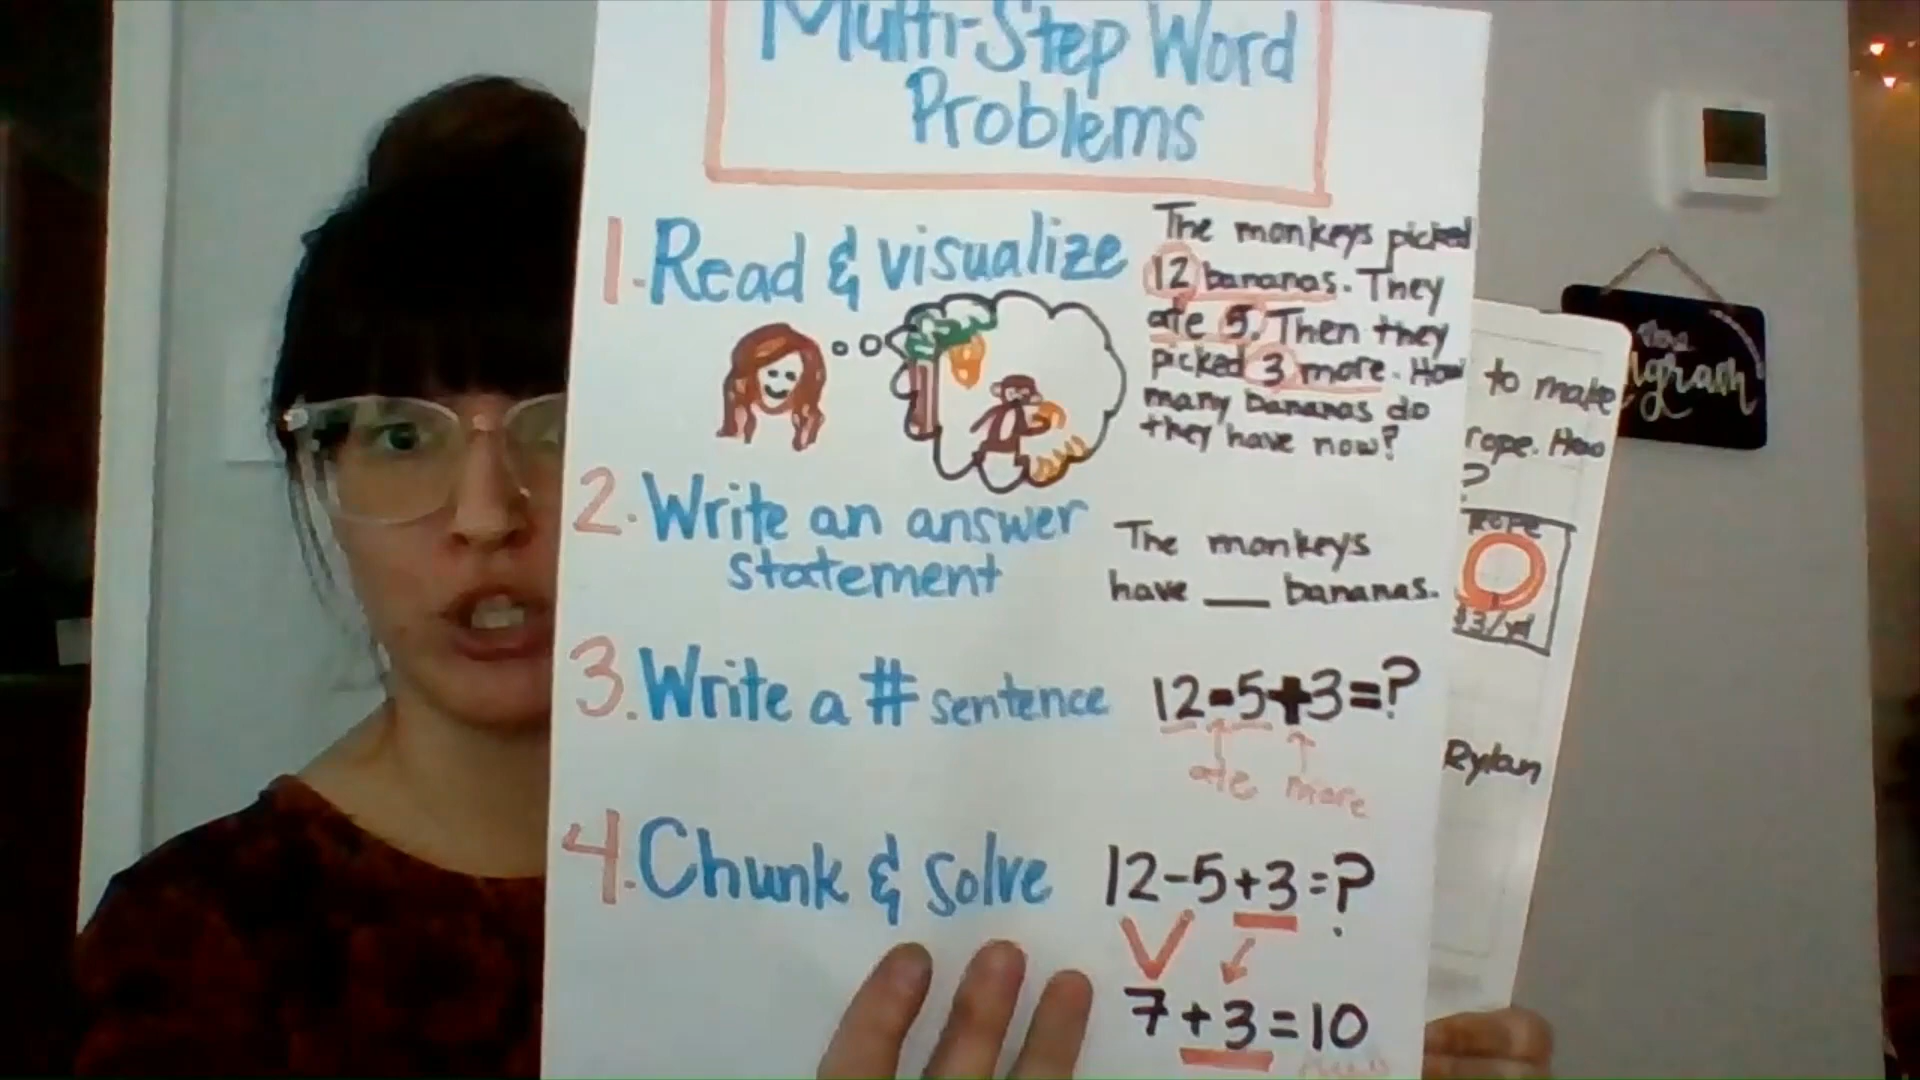 Multi-Step Word
Problems
1. Read & visualize
The monkeys picked
12 bananas. They
ate 5. Then they
picked 3 more. How
many bananas do
they have now?
2. Write an answer
statement
The monkeys
have ___ bananas.
3. Write a # sentence
12-5+3=?
ate more
4. Chunk & Solve
12-5+3=?
7+3=10
to make
rope. How
?
ROPE
$3/yd
Rylan
the